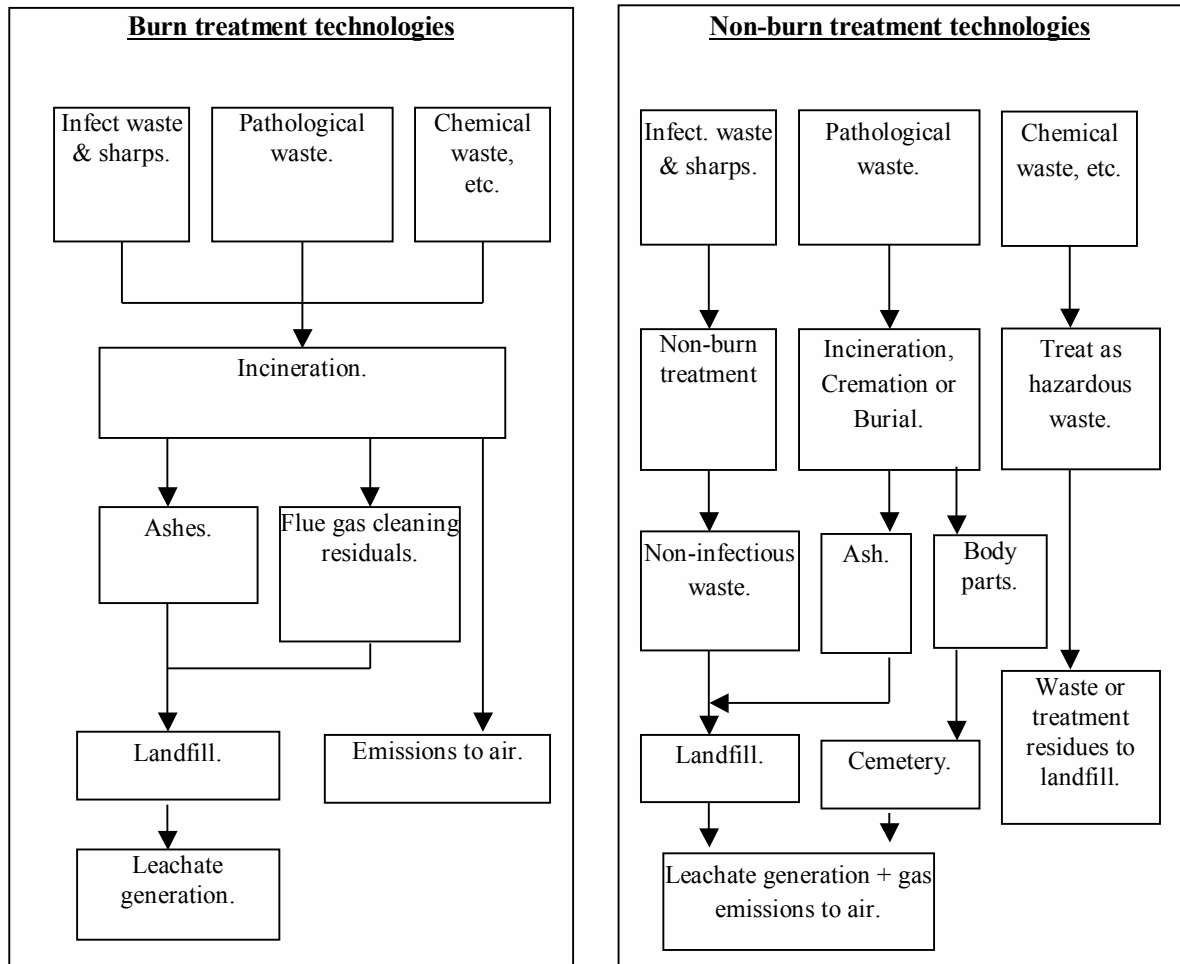 Burn treatment technologies
Infect waste
& sharps.
Pathological
waste.
Chemical
waste,
etc.
Incineration.
Ashes.
Flue gas cleaning
residuals.
Landfill.
Emissions to air.
Leachate
generation.
Non-burn treatment technologies
Infect. waste
& sharps.
Pathological
waste.
Chemical
waste, etc.
Non-burn
treatment
Incineration,
Cremation or
Burial.
Treat as
hazardous
waste.
Non-infectious
waste.
Ash.
Body
parts.
Waste or
treatment
residues to
landfill.
Landfill.
Cemetery.
Leachate generation + gas
emissions to air.